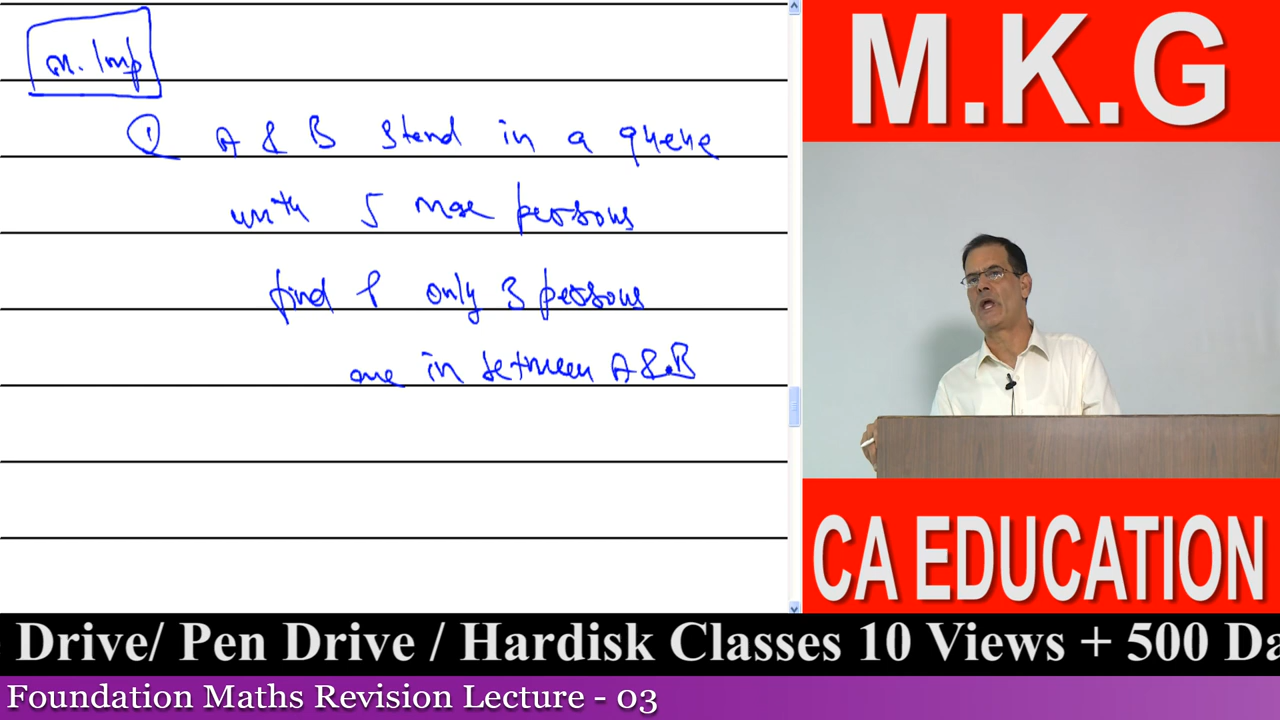 Imp
① A & B stand in a queue
with 5 more persons
find P only 3 persons
are in between A & B
M.K.G
CA EDUCATION
Drive/ Pen Drive / Hardisk Classes 10 Views + 500 Da
Foundation Maths Revision Lecture - 03